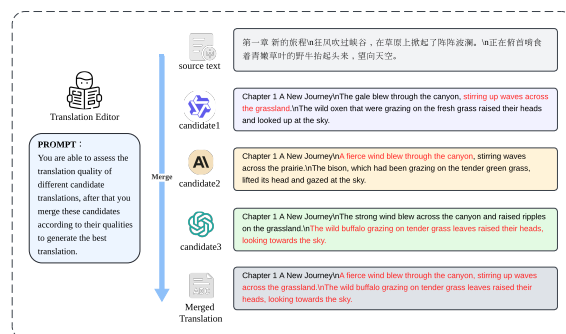 source text
第一章 新的旅程\n狂风吹过峡谷，在草原上掀起了阵阵波澜。\n正在俯首啃食
着青嫩草叶的野牛抬起头来，望向天空。
Translation Editor
PROMPT：
You are able to assess the
translation quality of
different candidate
translations, after that you
merge these candidates
according to their qualities
to generate the best
translation.
Merge
candidate1
Chapter 1 A New Journey\nThe gale blew through the canyon, stirring up waves across
the grassland.\nThe wild oxen that were grazing on the fresh grass raised their heads
and looked up at the sky.
candidate2
Chapter 1 A New Journey\nA fierce wind blew through the canyon, stirring waves
across the prairie.\nThe bison, which had been grazing on the tender green grass,
lifted its head and gazed at the sky.
candidate3
Chapter 1 A New Journey\nThe strong wind blew across the canyon and raised ripples
on the grassland.\nThe wild buffalo grazing on tender grass leaves raised their heads,
looking towards the sky.
Merged
Translation
Chapter 1 A New Journey\nA fierce wind blew through the canyon, stirring up waves
across the grassland.\nThe wild buffalo grazing on tender grass leaves raised their
heads, looking towards the sky.